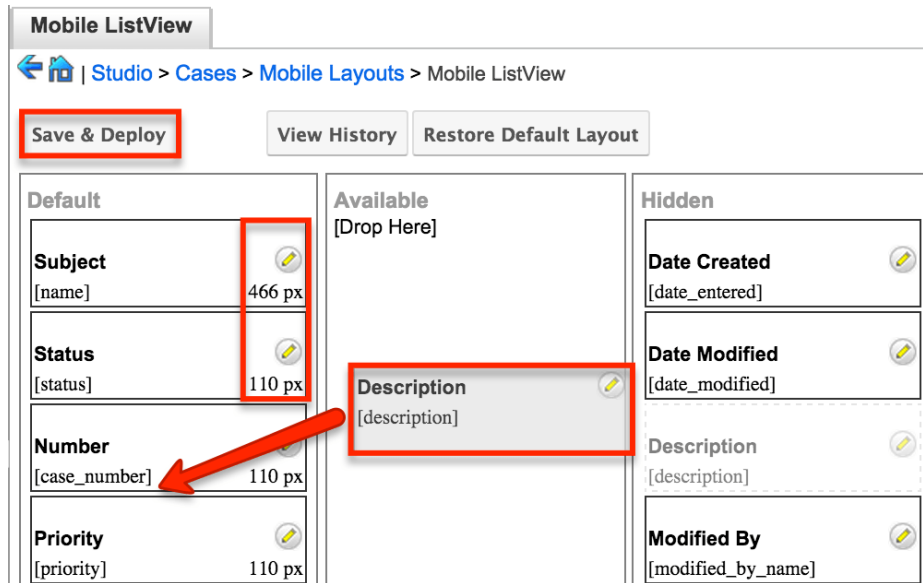 Mobile ListView
| Studio > Cases > Mobile Layouts > Mobile ListView
Save & Deploy
View History
Restore Default Layout
Default
Subject
[name]
466 px
Status
[status]
110 px
Number
[case_number]
110 px
Priority
[priority]
110 px
Available
[Drop Here]
Description
[description]
Hidden
Date Created
[date_entered]
Date Modified
[date_modified]
Description
[description]
Modified By
[modified_by_name]